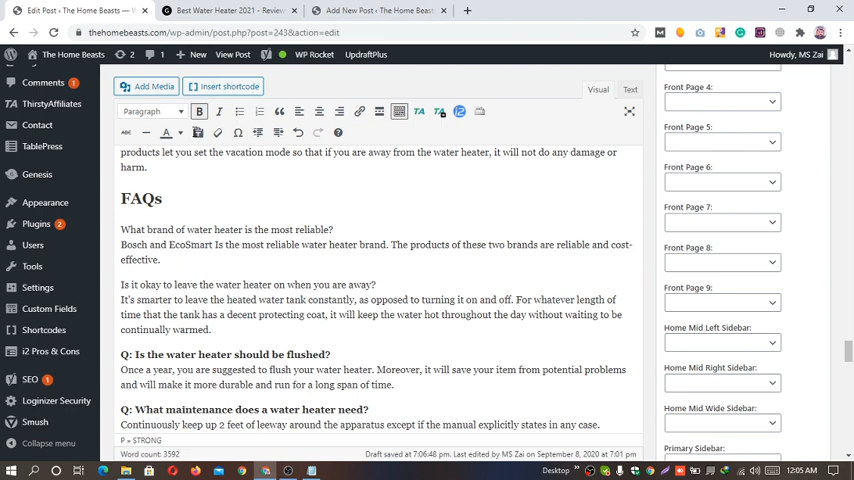 Edit Post ‹ The Home Beasts — W
Best Water Heater 2021 - Review
Add New Post ‹ The Home Beasts
thehomebeasts.com/wp-admin/post.php?post=243&action=edit
The Home Beasts
2
1
New
View Post
WP Rocket
UpdraftPlus
Howdy, MS Zai
Comments 1
ThirstyAffiliates
Contact
TablePress
Genesis
Appearance
Plugins 2
Users
Tools
Settings
Custom Fields
Shortcodes
i2 Pros & Cons
SEO 1
Loginizer Security
Smush
Collapse menu
Add Media
Insert shortcode
Visual
Text
Paragraph
B
I
TA
TA
ABC
A
products let you set the vacation mode so that if you are away from the water heater, it will not do any damage or
harm.
FAQs
What brand of water heater is the most reliable?
Bosch and EcoSmart Is the most reliable water heater brand. The products of these two brands are reliable and cost-
effective.
Is it okay to leave the water heater on when you are away?
It's smarter to leave the heated water tank constantly, as opposed to turning it on and off. For whatever length of
time that the tank has a decent protecting coat, it will keep the water hot throughout the day without waiting to be
continually warmed.
Q: Is the water heater should be flushed?
Once a year, you are suggested to flush your water heater. Moreover, it will save your item from potential problems
and will make it more durable and run for a long span of time.
Q: What maintenance does a water heater need?
Continuously keep up 2 feet of leeway around the apparatus except if the manual explicitly states in any case.
P » STRONG
Word count: 3592
Draft saved at 7:06:48 pm. Last edited by MS Zai on September 8, 2020 at 7:01 pm
Front Page 4:
Front Page 5:
Front Page 6:
Front Page 7:
Front Page 8:
Front Page 9:
Home Mid Left Sidebar:
Home Mid Right Sidebar:
Home Mid Wide Sidebar:
Primary Sidebar:
Desktop
12:05 AM